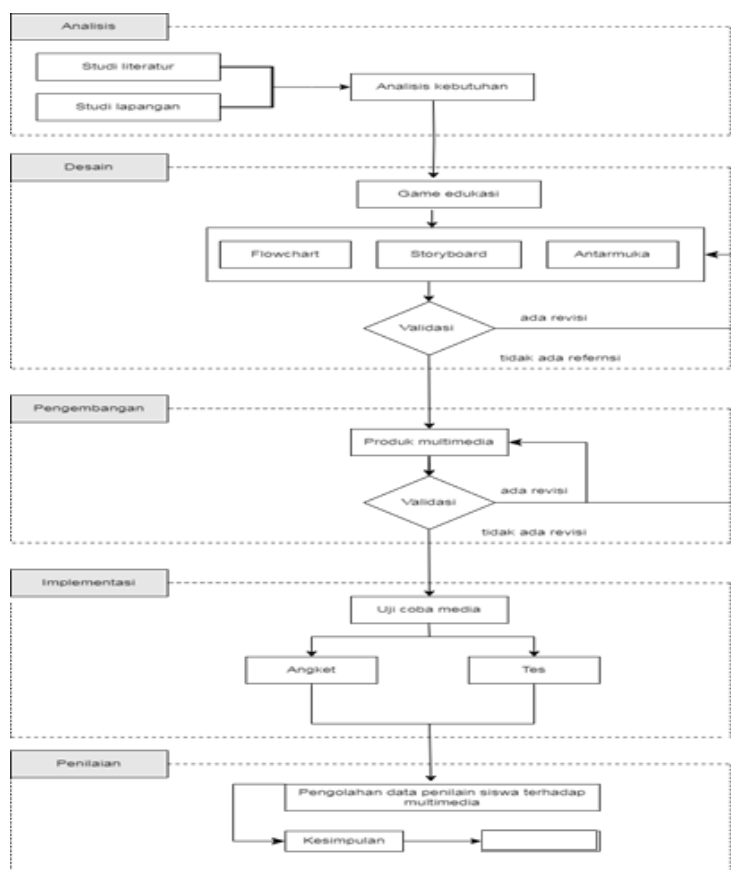 Analisis
Studi literatur
Analisis kebutuhan
Studi lapangan
Desain
Game edukasi
Flowchart
Storyboard
Antarmuka
Validasi
ada revisi
tidak ada refernsi
Pengembangan
Produk multimedia
Validasi
ada revisi
tidak ada revisi
Implementasi
Uji coba media
Angket
Tes
Penilaian
Pengolahan data penilain siswa terhadap
multimedia
Kesimpulan